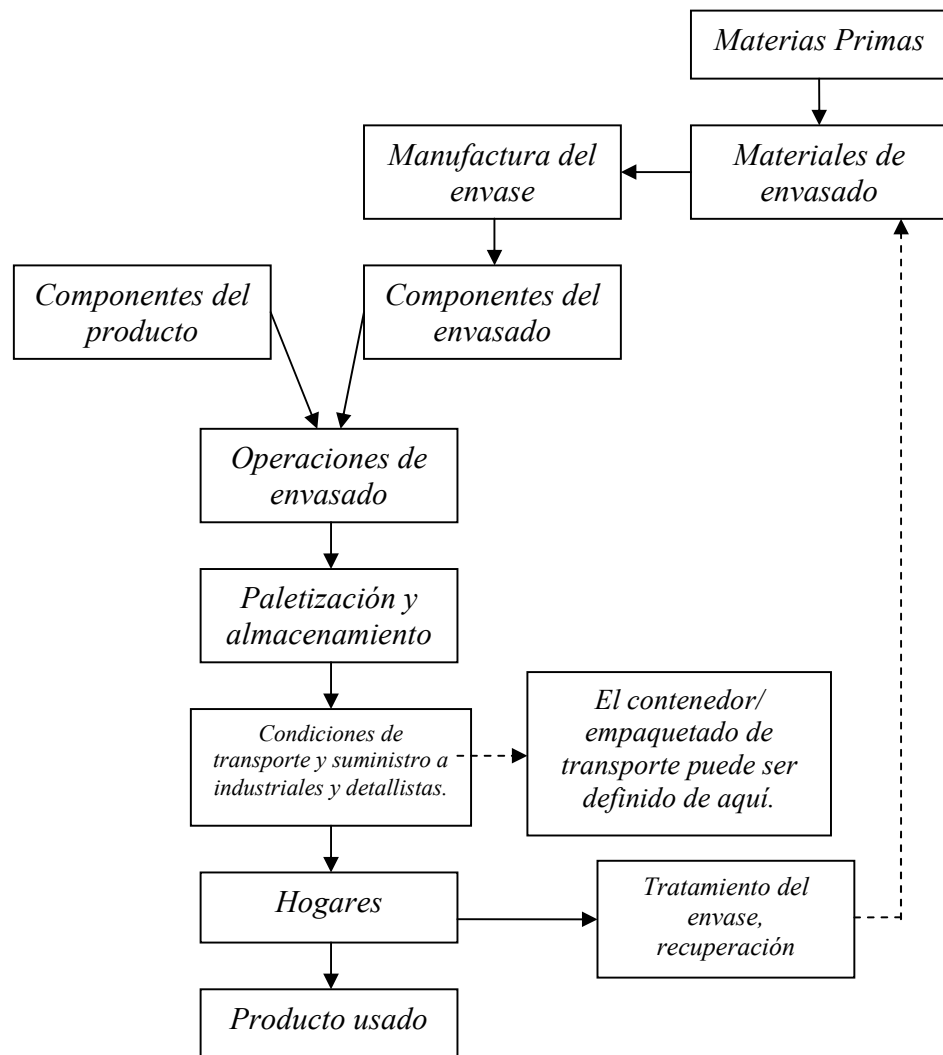 Materias Primas
Manufactura del
envase
Materiales de
envasado
Componentes del
producto
Componentes del
envasado
Operaciones de
envasado
Paletización y
almacenamiento
Condiciones de
transporte y suministro a
industriales y detallistas.
El contenedor/
empaquetado de
transporte puede ser
definido de aquí.
Hogares
Tratamiento del
envase,
recuperación
Producto usado